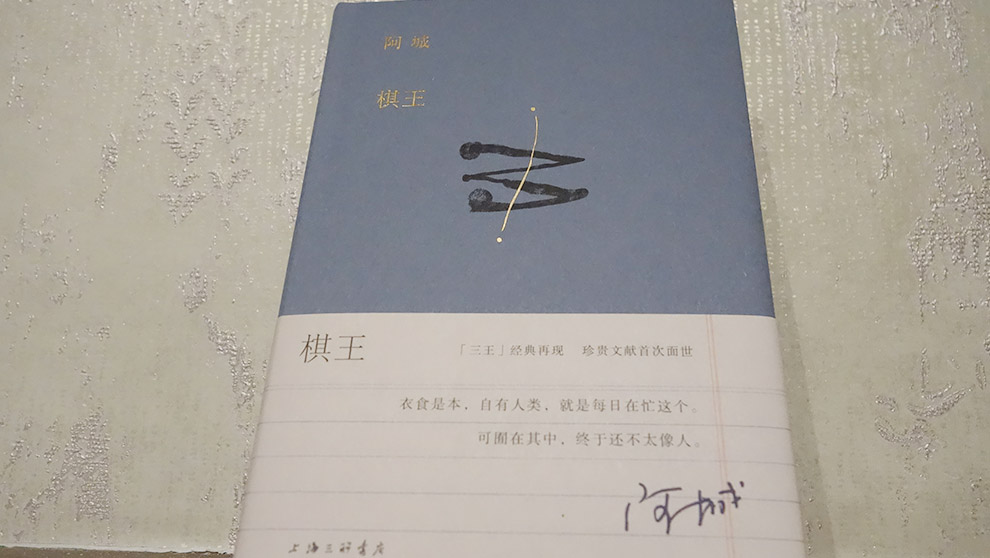 阿城
棋王
棋王
「三王」经典再现 珍贵文献首次面世
衣食是本，自有人类，就是每日在忙这个。
可囿在其中，终于还不太像人。
阿城
上海三联书店